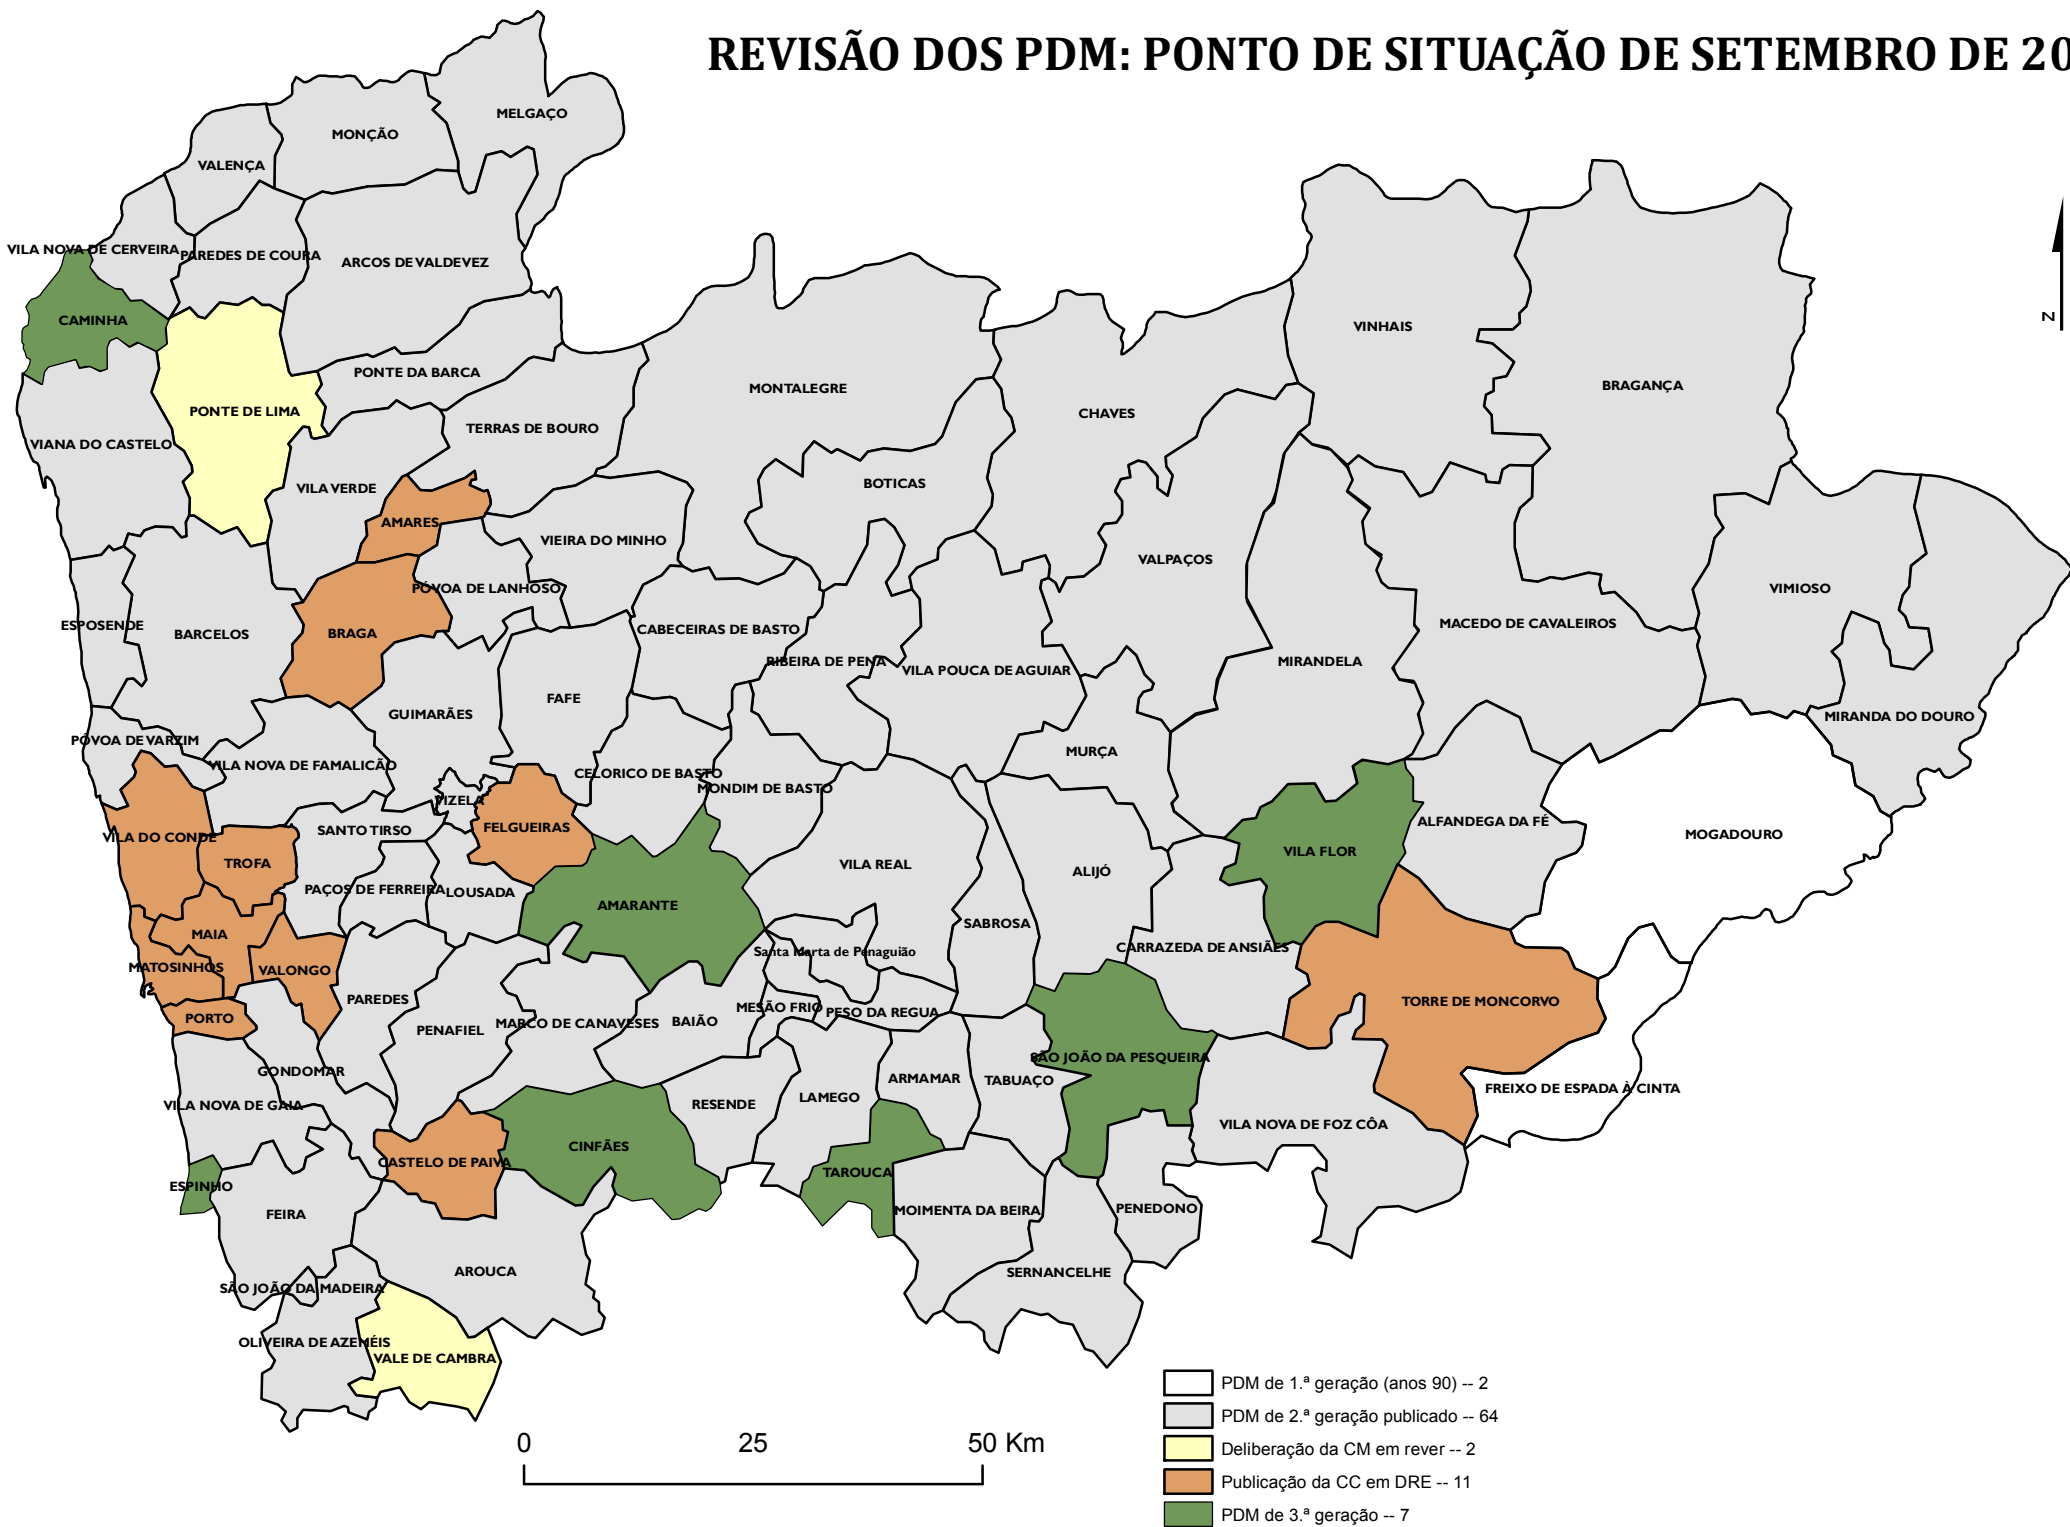 REVISÃO DOS PDM: PONTO DE SITUAÇÃO DE SETEMBRO DE 20
MELGAÇO
MONÇÃO
VALENÇA
VILA NOVA DE CERVEIRA
PAREDES DE COURA
ARCOS DE VALDEVEZ
CAMINHA
N
VINHAIS
BRAGANÇA
PONTE DA BARCA
MONTALEGRE
PONTE DE LIMA
CHAVES
TERRAS DE BOURO
VIANA DO CASTELO
VILA VERDE
BOTICAS
AMARES
VIEIRA DO MINHO
VALPAÇOS
PÓVOA DE LANHOSO
VIMIOSO
ESPOSENDE
BARCELOS
BRAGA
CABECEIRAS DE BASTO
MACEDO DE CAVALEIROS
RIBEIRA DE PENA
VILA POUCA DE AGUIAR
MIRANDELA
FAFE
GUIMARÃES
MIRANDA DO DOURO
PÓVOA DE VARZIM
MURÇA
VILA NOVA DE FAMALICÃO
CELORICO DE BASTO
MONDIM DE BASTO
VIZELA
FELGUEIRAS
SANTO TIRSO
VILA DO CONDE
ALFANDEGA DA FÉ
MOGADOURO
VILA FLOR
TROFA
VILA REAL
ALIJÓ
PAÇOS DE FERREIRA
LOUSADA
AMARANTE
SABROSA
MAIA
CARRAZEDA DE ANSIÃES
Santa Marta de Penaguião
MATOSINHOS
VALONGO
PAREDES
TORRE DE MONCORVO
MESÃO FRIO
PESO DA REGUA
PORTO
PENAFIEL
MARCO DE CANAVESES
BAIÃO
SÃO JOÃO DA PESQUEIRA
GONDOMAR
ARMAMAR
TABUAÇO
FREIXO DE ESPADA À CINTA
LAMEGO
VILA NOVA DE GAIA
RESENDE
VILA NOVA DE FOZ CÔA
CINFÃES
CASTELO DE PAIVA
TAROUCA
ESPINHO
FEIRA
MOIMENTA DA BEIRA
PENEDONO
AROUCA
SERNANCELHE
SÃO JOÃO DA MADEIRA
OLIVEIRA DE AZEMÉIS
VALE DE CAMBRA
0 25 50 Km
PDM de 1.ª geração (anos 90) -- 2
PDM de 2.ª geração publicado -- 64
Deliberação da CM em rever -- 2
Publicação da CC em DRE -- 11
PDM de 3.ª geração -- 7